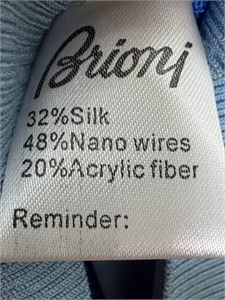 Brioni
32%Silk
48%Nano wires
20%Acrylic fiber
Reminder: